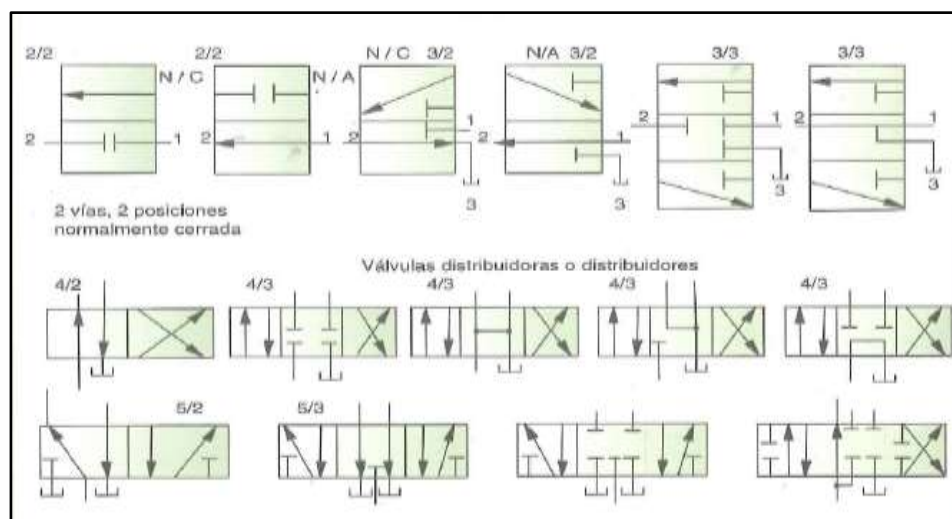 2/2 2/2 N / C 3/2 N/A 3/2 3/3 3/3
N / C N / A
2 1 2 1 2 1 2 1 2 1 2 1
3 3 3 3
2 vías, 2 posiciones
normalmente cerrada
Válvulas distribuidoras o distribuidores
4/2 4/3 4/3 4/3 4/3
5/2 5/3